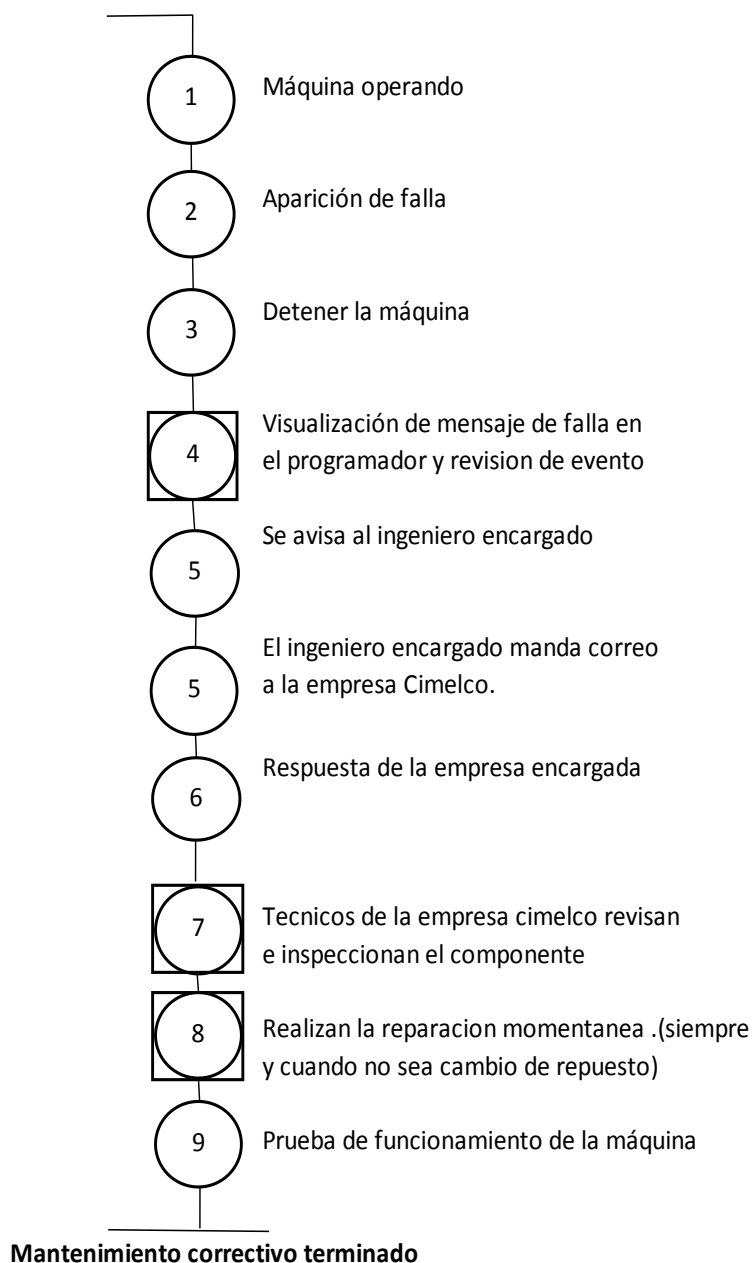 1 Máquina operando
2 Aparición de falla
3 Detener la máquina
4 Visualización de mensaje de falla en
el programador y revision de evento
5 Se avisa al ingeniero encargado
5 El ingeniero encargado manda correo
a la empresa Cimelco.
6 Respuesta de la empresa encargada
7 Tecnicos de la empresa cimelco revisan
e inspeccionan el componente
8 Realizan la reparacion momentanea .(siempre
y cuando no sea cambio de repuesto)
9 Prueba de funcionamiento de la máquina
Mantenimiento correctivo terminado